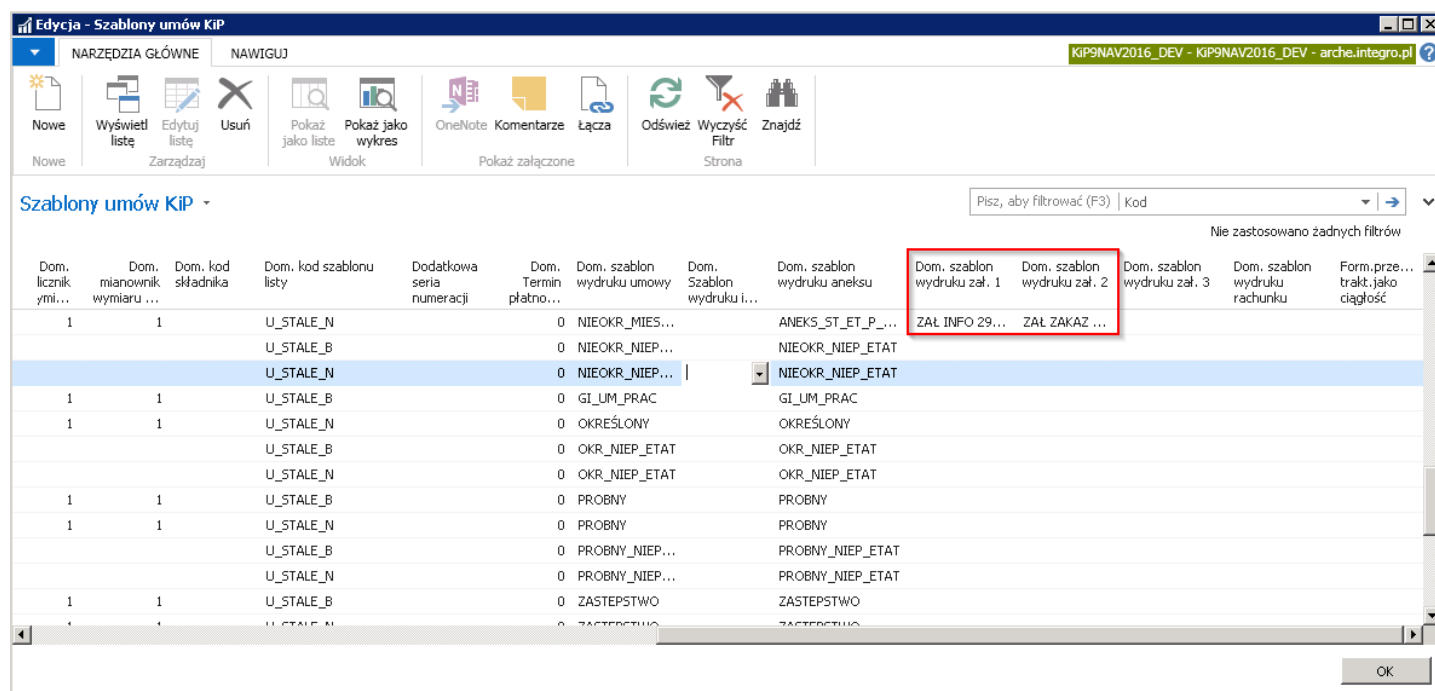 Edycja - Szablony umów KiP
NARZĘDZIA GŁÓWNE NAWIGUJ KiP9NAV2016_DEV - KiP9NAV2016_DEV - arche.integro.pl ?
Nowe Wyświetl listę Edytuj listę Usuń Pokaż jako liste Pokaż jako wykres OneNote Komentarze Łącza Odśwież Wyczyść Filtr Znajdź
Nowe Zarządzaj Widok Pokaż załączone Strona
Szablony umów KiP Pisz, aby filtrować (F3) Kod
Nie zastosowano żadnych filtrów
Dom. Dom. Dom. kod Dom. kod szablonu Dodatkowa Dom. Dom. szablon Dom. Dom. szablon Dom. szablon Dom. szablon Dom. szablon Dom. szablon Form.prze...
licznik mianownik składnika listy seria Termin wydruku umowy Szablon wydruku aneksu wydruku zał. 1 wydruku zał. 2 wydruku zał. 3 wydruku trakt.jako
ymi... wymiaru ... numeracji płatno... wydruku i... rachunku ciągłość
1 1 U_STALE_N 0 NIEOKR_MIES... ANEKS_ST_ET_P_... ZAŁ INFO 29... ZAŁ ZAKAZ ...
U_STALE_B 0 NIEOKR_NIEP... NIEOKR_NIEP_ETAT
U_STALE_N 0 NIEOKR_NIEP... NIEOKR_NIEP_ETAT
1 1 U_STALE_B 0 GI_UM_PRAC GI_UM_PRAC
1 1 U_STALE_N 0 OKREŚLONY OKREŚLONY
U_STALE_B 0 OKR_NIEP_ETAT OKR_NIEP_ETAT
U_STALE_N 0 OKR_NIEP_ETAT OKR_NIEP_ETAT
1 1 U_STALE_B 0 PROBNY PROBNY
1 1 U_STALE_N 0 PROBNY PROBNY
U_STALE_B 0 PROBNY_NIEP... PROBNY_NIEP_ETAT
U_STALE_N 0 PROBNY_NIEP... PROBNY_NIEP_ETAT
1 1 U_STALE_B 0 ZASTEPSTWO ZASTEPSTWO
1 1 U_STALE_N 0 ZASTEPSTWO ZASTEPSTWO
OK